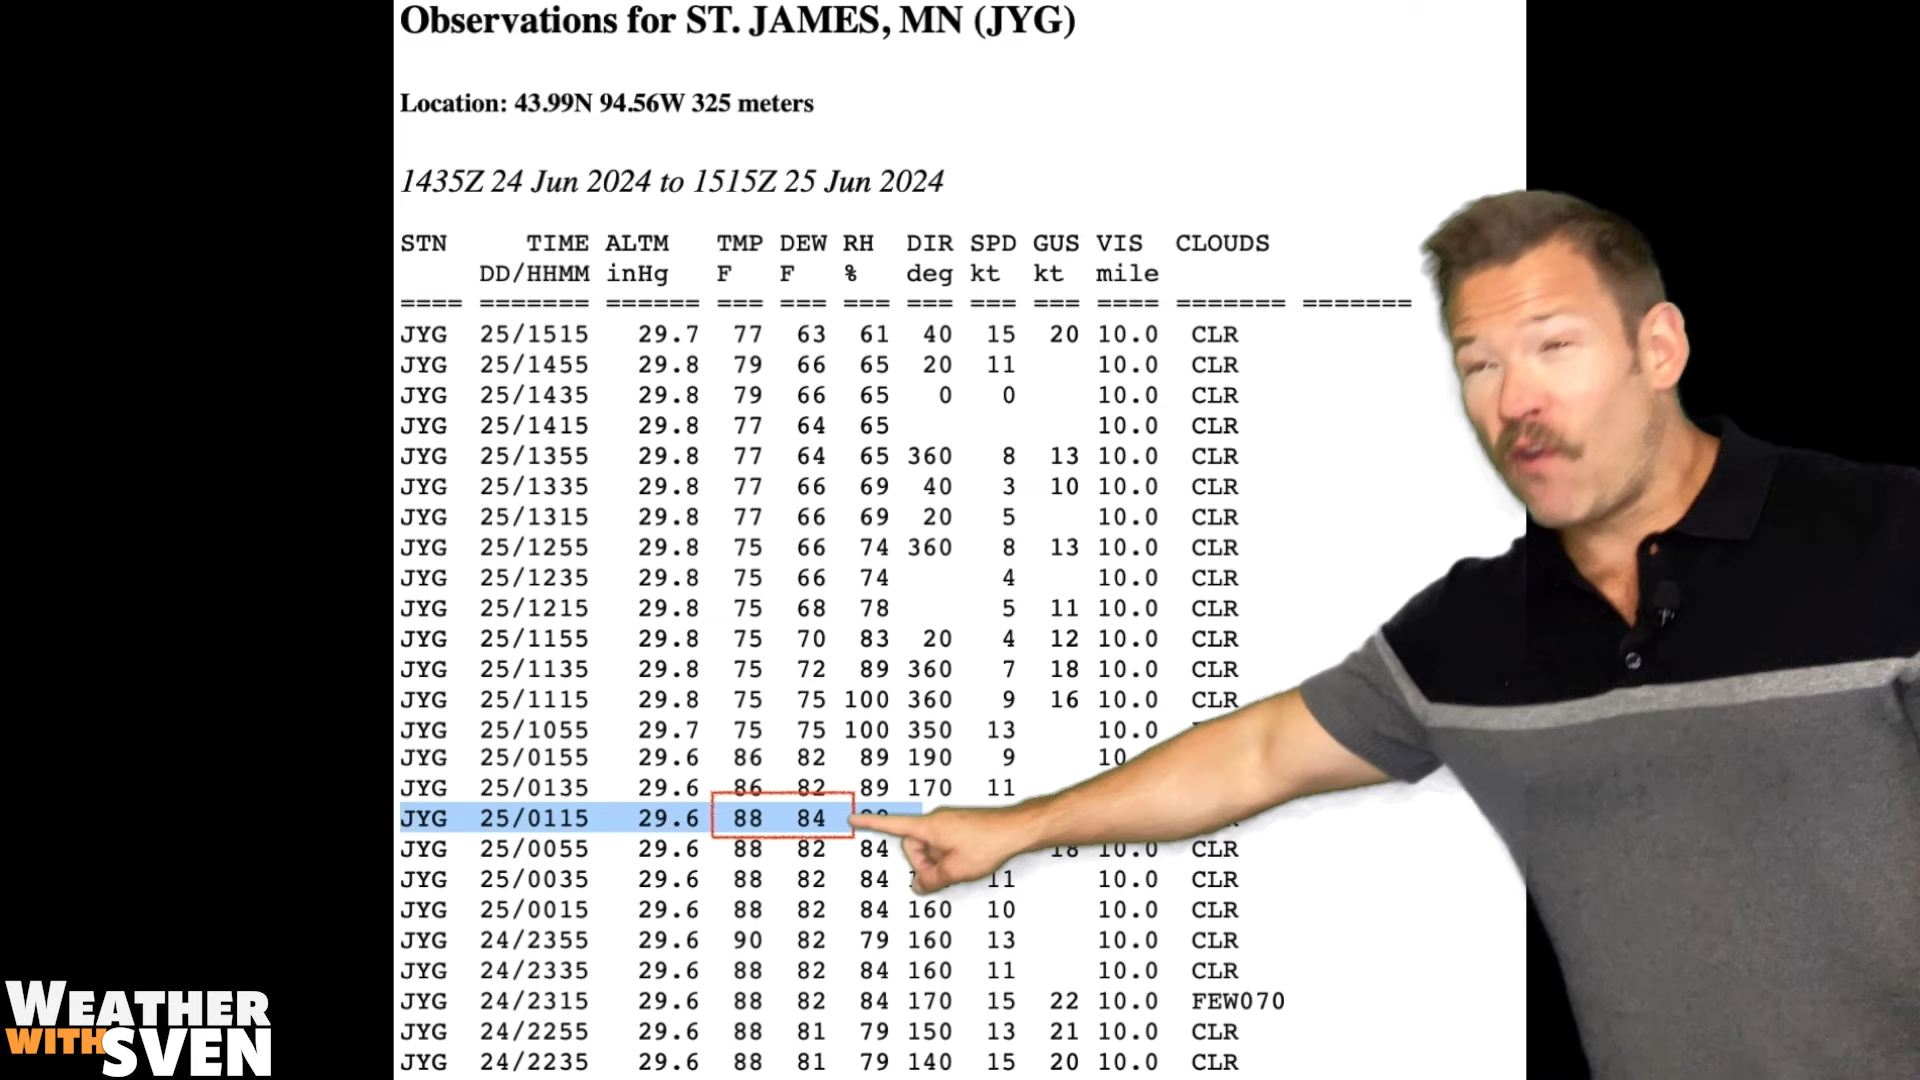 Observations for ST. JAMES, MN (JYG)
Location: 43.99N 94.56W 325 meters
1435Z 24 Jun 2024 to 1515Z 25 Jun 2024
STN TIME ALTM TMP DEW RH DIR SPD GUS VIS CLOUDS
DD/HHMM inHg F F % deg kt kt mile
==== ======= ====== === === === === === === ==== ======= =======
JYG 25/1515 29.7 77 63 61 40 15 20 10.0 CLR
JYG 25/1455 29.8 79 66 65 20 11 10.0 CLR
JYG 25/1435 29.8 79 66 65 0 0 10.0 CLR
JYG 25/1415 29.8 77 64 65 10.0 CLR
JYG 25/1355 29.8 77 64 65 360 8 13 10.0 CLR
JYG 25/1335 29.8 77 66 69 40 3 10 10.0 CLR
JYG 25/1315 29.8 77 66 69 20 5 10.0 CLR
JYG 25/1255 29.8 75 66 74 360 8 13 10.0 CLR
JYG 25/1235 29.8 75 66 74 4 10.0 CLR
JYG 25/1215 29.8 75 68 78 5 11 10.0 CLR
JYG 25/1155 29.8 75 70 83 20 4 12 10.0 CLR
JYG 25/1135 29.8 75 72 89 360 7 18 10.0 CLR
JYG 25/1115 29.8 75 75 100 360 9 16 10.0 CLR
JYG 25/1055 29.7 75 75 100 350 13 10.0
JYG 25/0155 29.6 86 82 89 190 9 10
JYG 25/0135 29.6 86 82 89 170 11
JYG 25/0115 29.6 88 84
JYG 25/0055 29.6 88 82 84 18 10.0 CLR
JYG 25/0035 29.6 88 82 84 11 10.0 CLR
JYG 25/0015 29.6 88 82 84 160 10 10.0 CLR
JYG 24/2355 29.6 90 82 79 160 13 10.0 CLR
JYG 24/2335 29.6 88 82 84 160 11 10.0 CLR
JYG 24/2315 29.6 88 82 84 170 15 22 10.0 FEW070
JYG 24/2255 29.6 88 81 79 150 13 21 10.0 CLR
JYG 24/2235 29.6 88 81 79 140 15 20 10.0 CLR
WEATHER
WITH SVEN